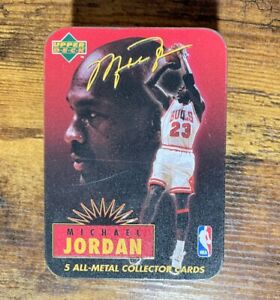 UPPER
DECK
BULLS
23
MICHAEL
JORDAN
NBA
5 ALL-METAL COLLECTOR CARDS